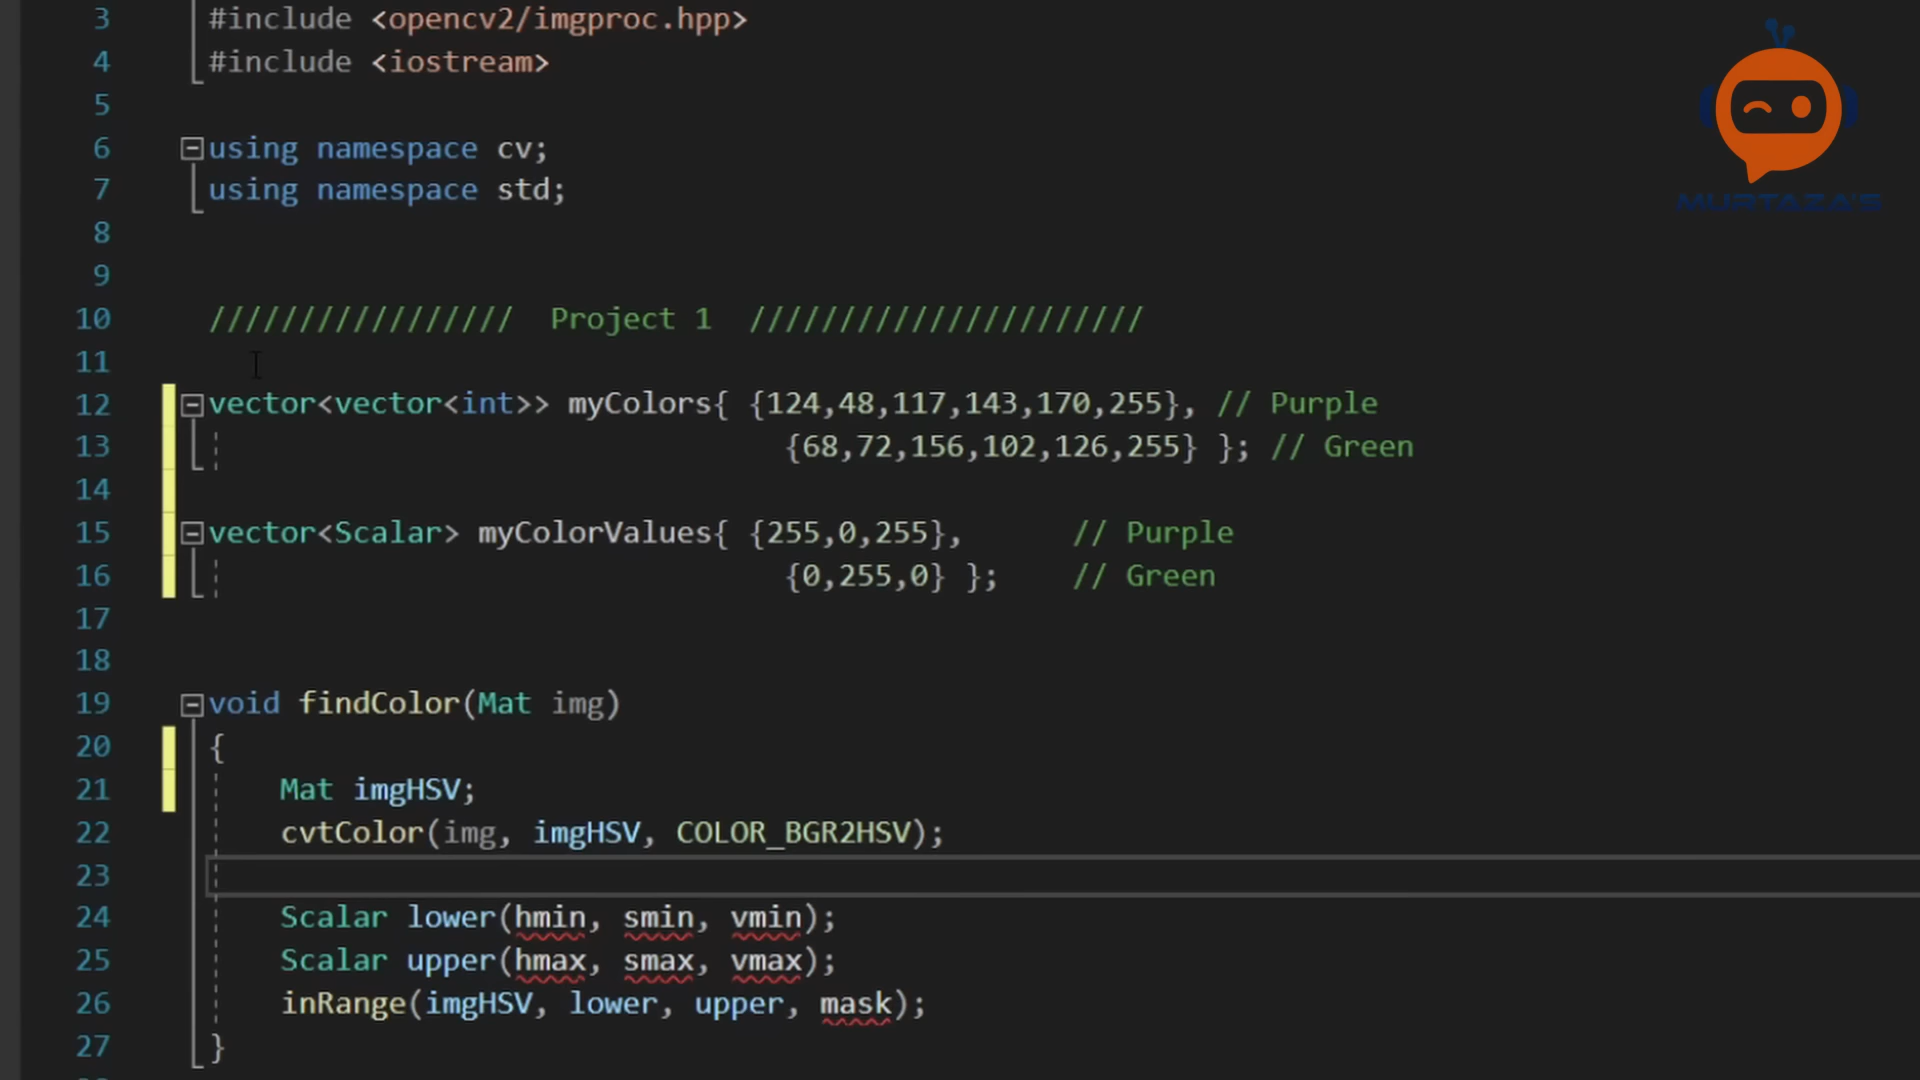 3 #include <opencv2/imgproc.hpp>
4 #include <iostream>
5
6 using namespace cv;
7 using namespace std;
8
9
10 ///////////////// Project 1 //////////////////////
11
12 vector<vector<int>> myColors{ {124,48,117,143,170,255}, // Purple
13 {68,72,156,102,126,255} }; // Green
14
15 vector<Scalar> myColorValues{ {255,0,255}, // Purple
16 {0,255,0} }; // Green
17
18
19 void findColor(Mat img)
20 {
21 Mat imgHSV;
22 cvtColor(img, imgHSV, COLOR_BGR2HSV);
23
24 Scalar lower(hmin, smin, vmin);
25 Scalar upper(hmax, smax, vmax);
26 inRange(imgHSV, lower, upper, mask);
27 }
MURTAZA'S